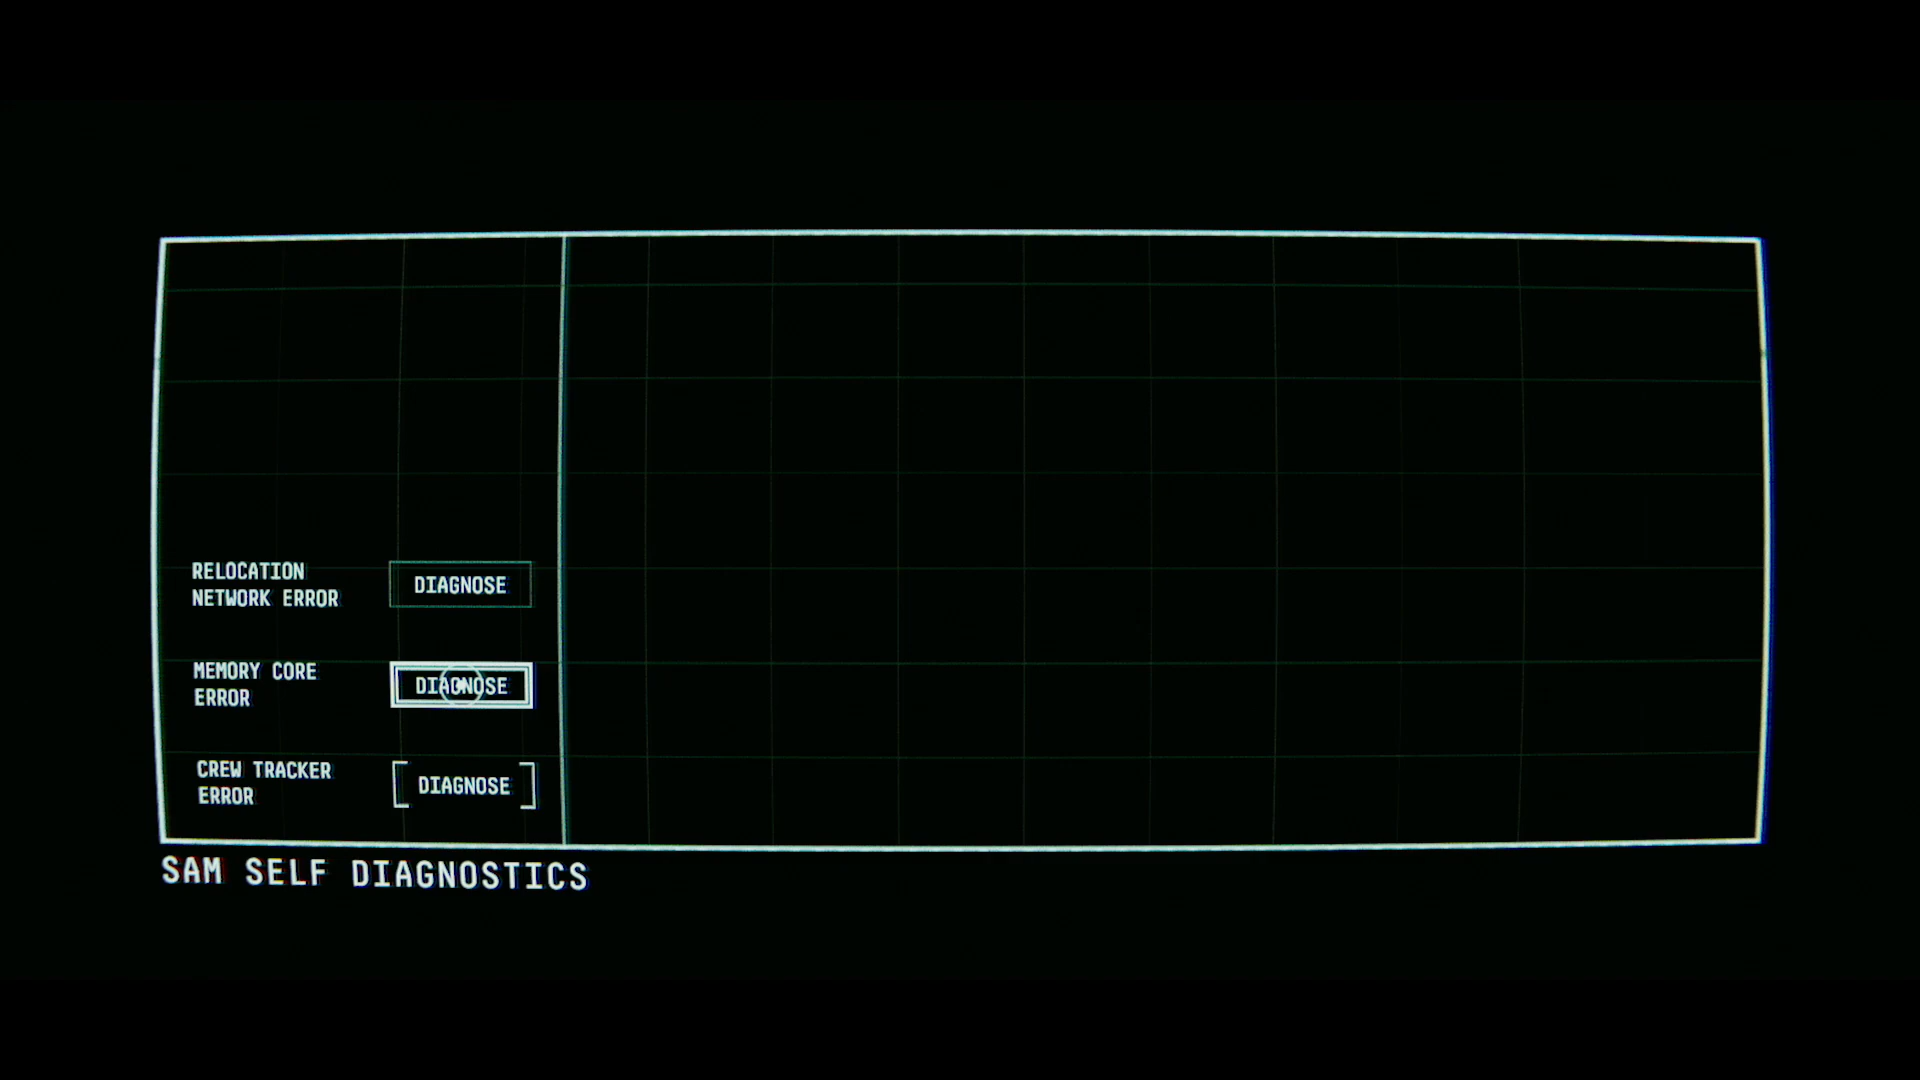 RELOCATION
NETWORK ERROR
DIAGNOSE
MEMORY CORE
ERROR
DIAGNOSE
CREW TRACKER
ERROR
DIAGNOSE
SAM SELF DIAGNOSTICS